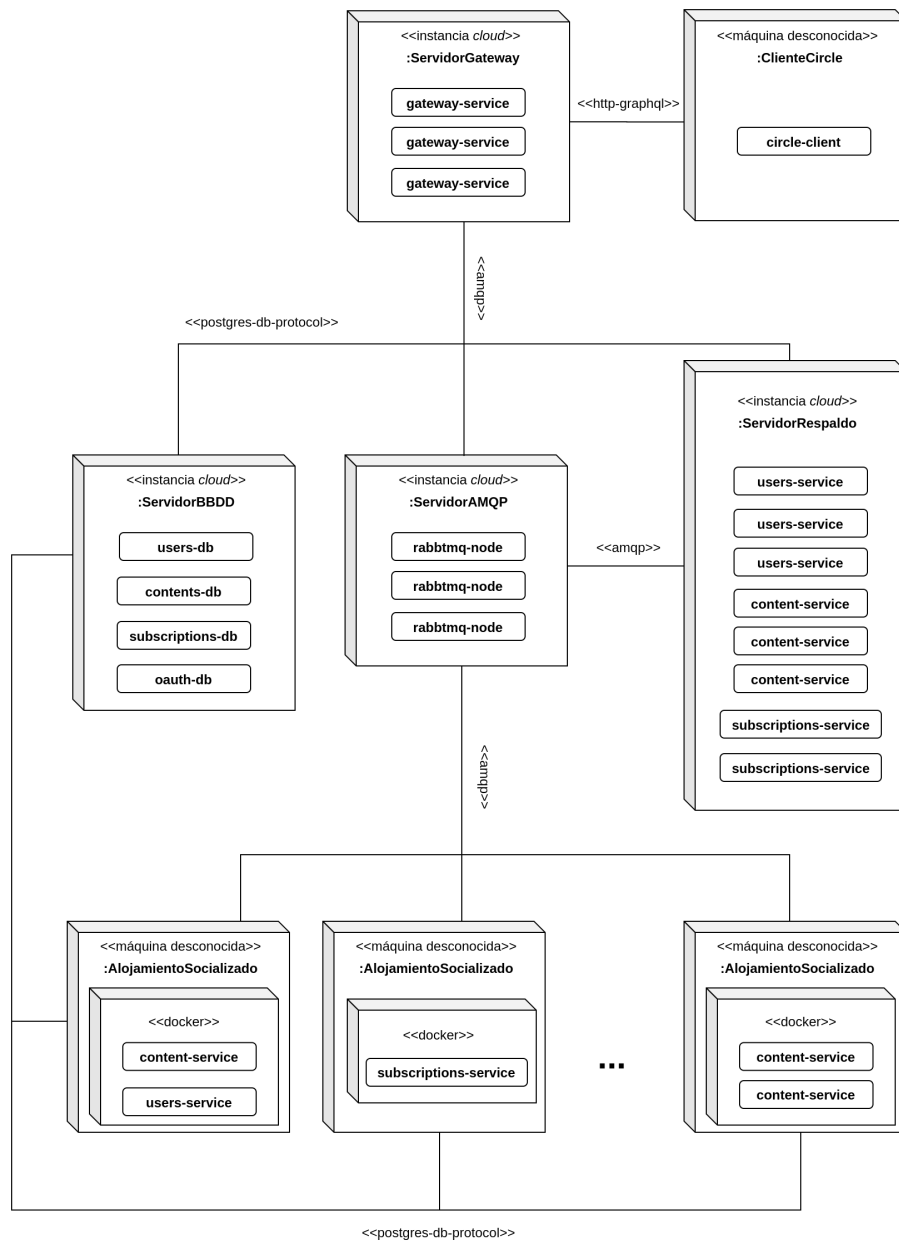 <<instancia cloud>>
:ServidorGateway
gateway-service
gateway-service
gateway-service
<<http-graphql>>
<<máquina desconocida>>
:ClienteCircle
circle-client
<<amqp>>
<<postgres-db-protocol>>
<<instancia cloud>>
:ServidorBBDD
users-db
contents-db
subscriptions-db
oauth-db
<<instancia cloud>>
:ServidorAMQP
rabbtmq-node
rabbtmq-node
rabbtmq-node
<<amqp>>
<<instancia cloud>>
:ServidorRespaldo
users-service
users-service
users-service
content-service
content-service
content-service
subscriptions-service
subscriptions-service
<<amqp>>
<<máquina desconocida>>
:AlojamientoSocializado
<<docker>>
content-service
users-service
<<máquina desconocida>>
:AlojamientoSocializado
<<docker>>
subscriptions-service
...
<<máquina desconocida>>
:AlojamientoSocializado
<<docker>>
content-service
content-service
<<postgres-db-protocol>>